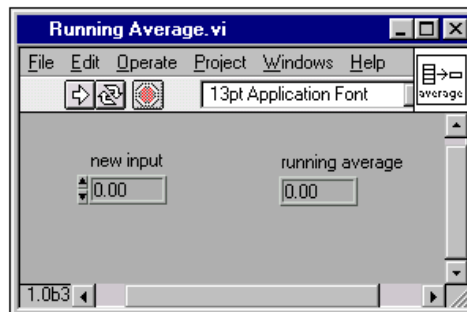 Running Average.vi
File Edit Operate Project Windows Help
13pt Application Font
average
new input
running average
0.00
0.00
1.0b3